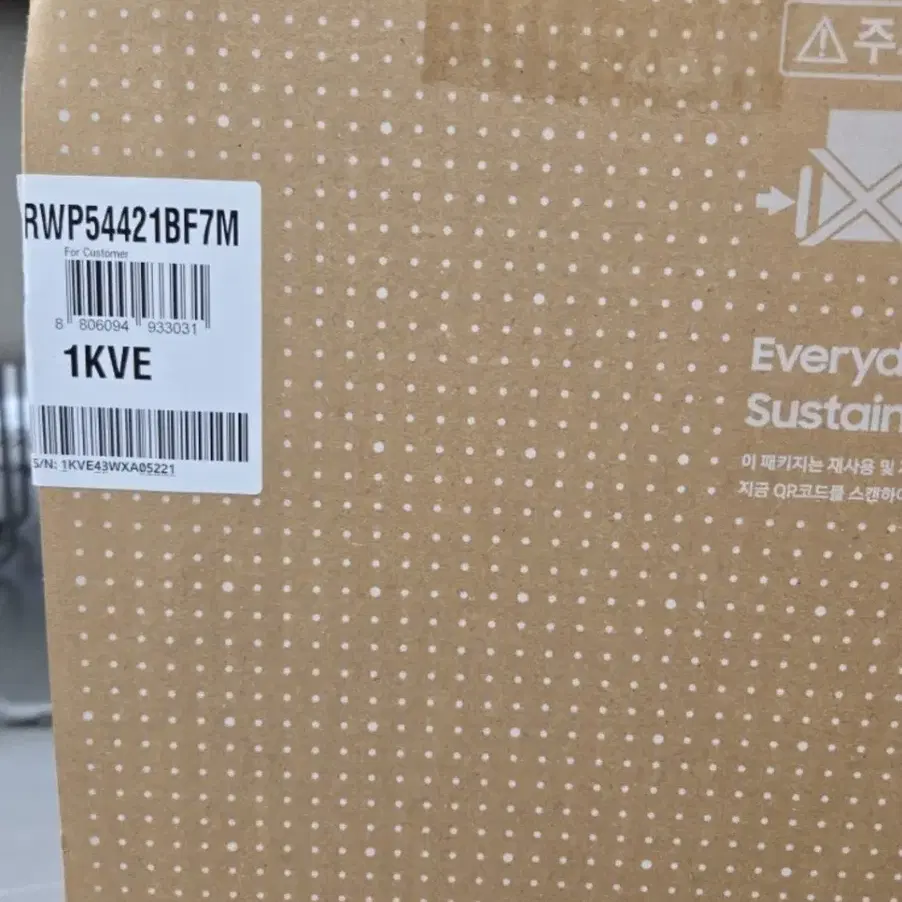 주
RWP54421BF7M
For Customer
8 806094 933031
1KVE
S/N: 1KVE43WXA05221
Everyd
Sustain
이 패키지는 재사용 및
지금 QR코드를 스캔하